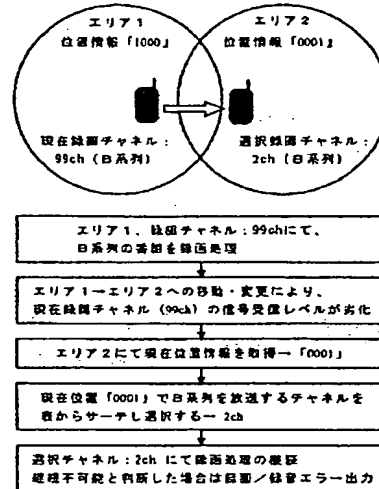 エリア1
位置情報「1000」
現在録画チャネル:
99ch(B系列)
エリア2
位置情報「0001」
選択録画チャネル:
2ch(B系列)
エリア1、録画チャネル:99chにて、
B系列の番組を録画処理
エリア1→エリア2への移動・変更により、
現在録画チャネル(99ch)の信号受信レベルが劣化
エリア2にて現在位置情報を取得→「0001」
現在位置「0001」でB系列を放送するチャネルを
表からサーチし選択する→ 2ch
選択チャネル:2ch にて録画処理の継続
継続不可能と判断した場合は録画/録音エラー出力